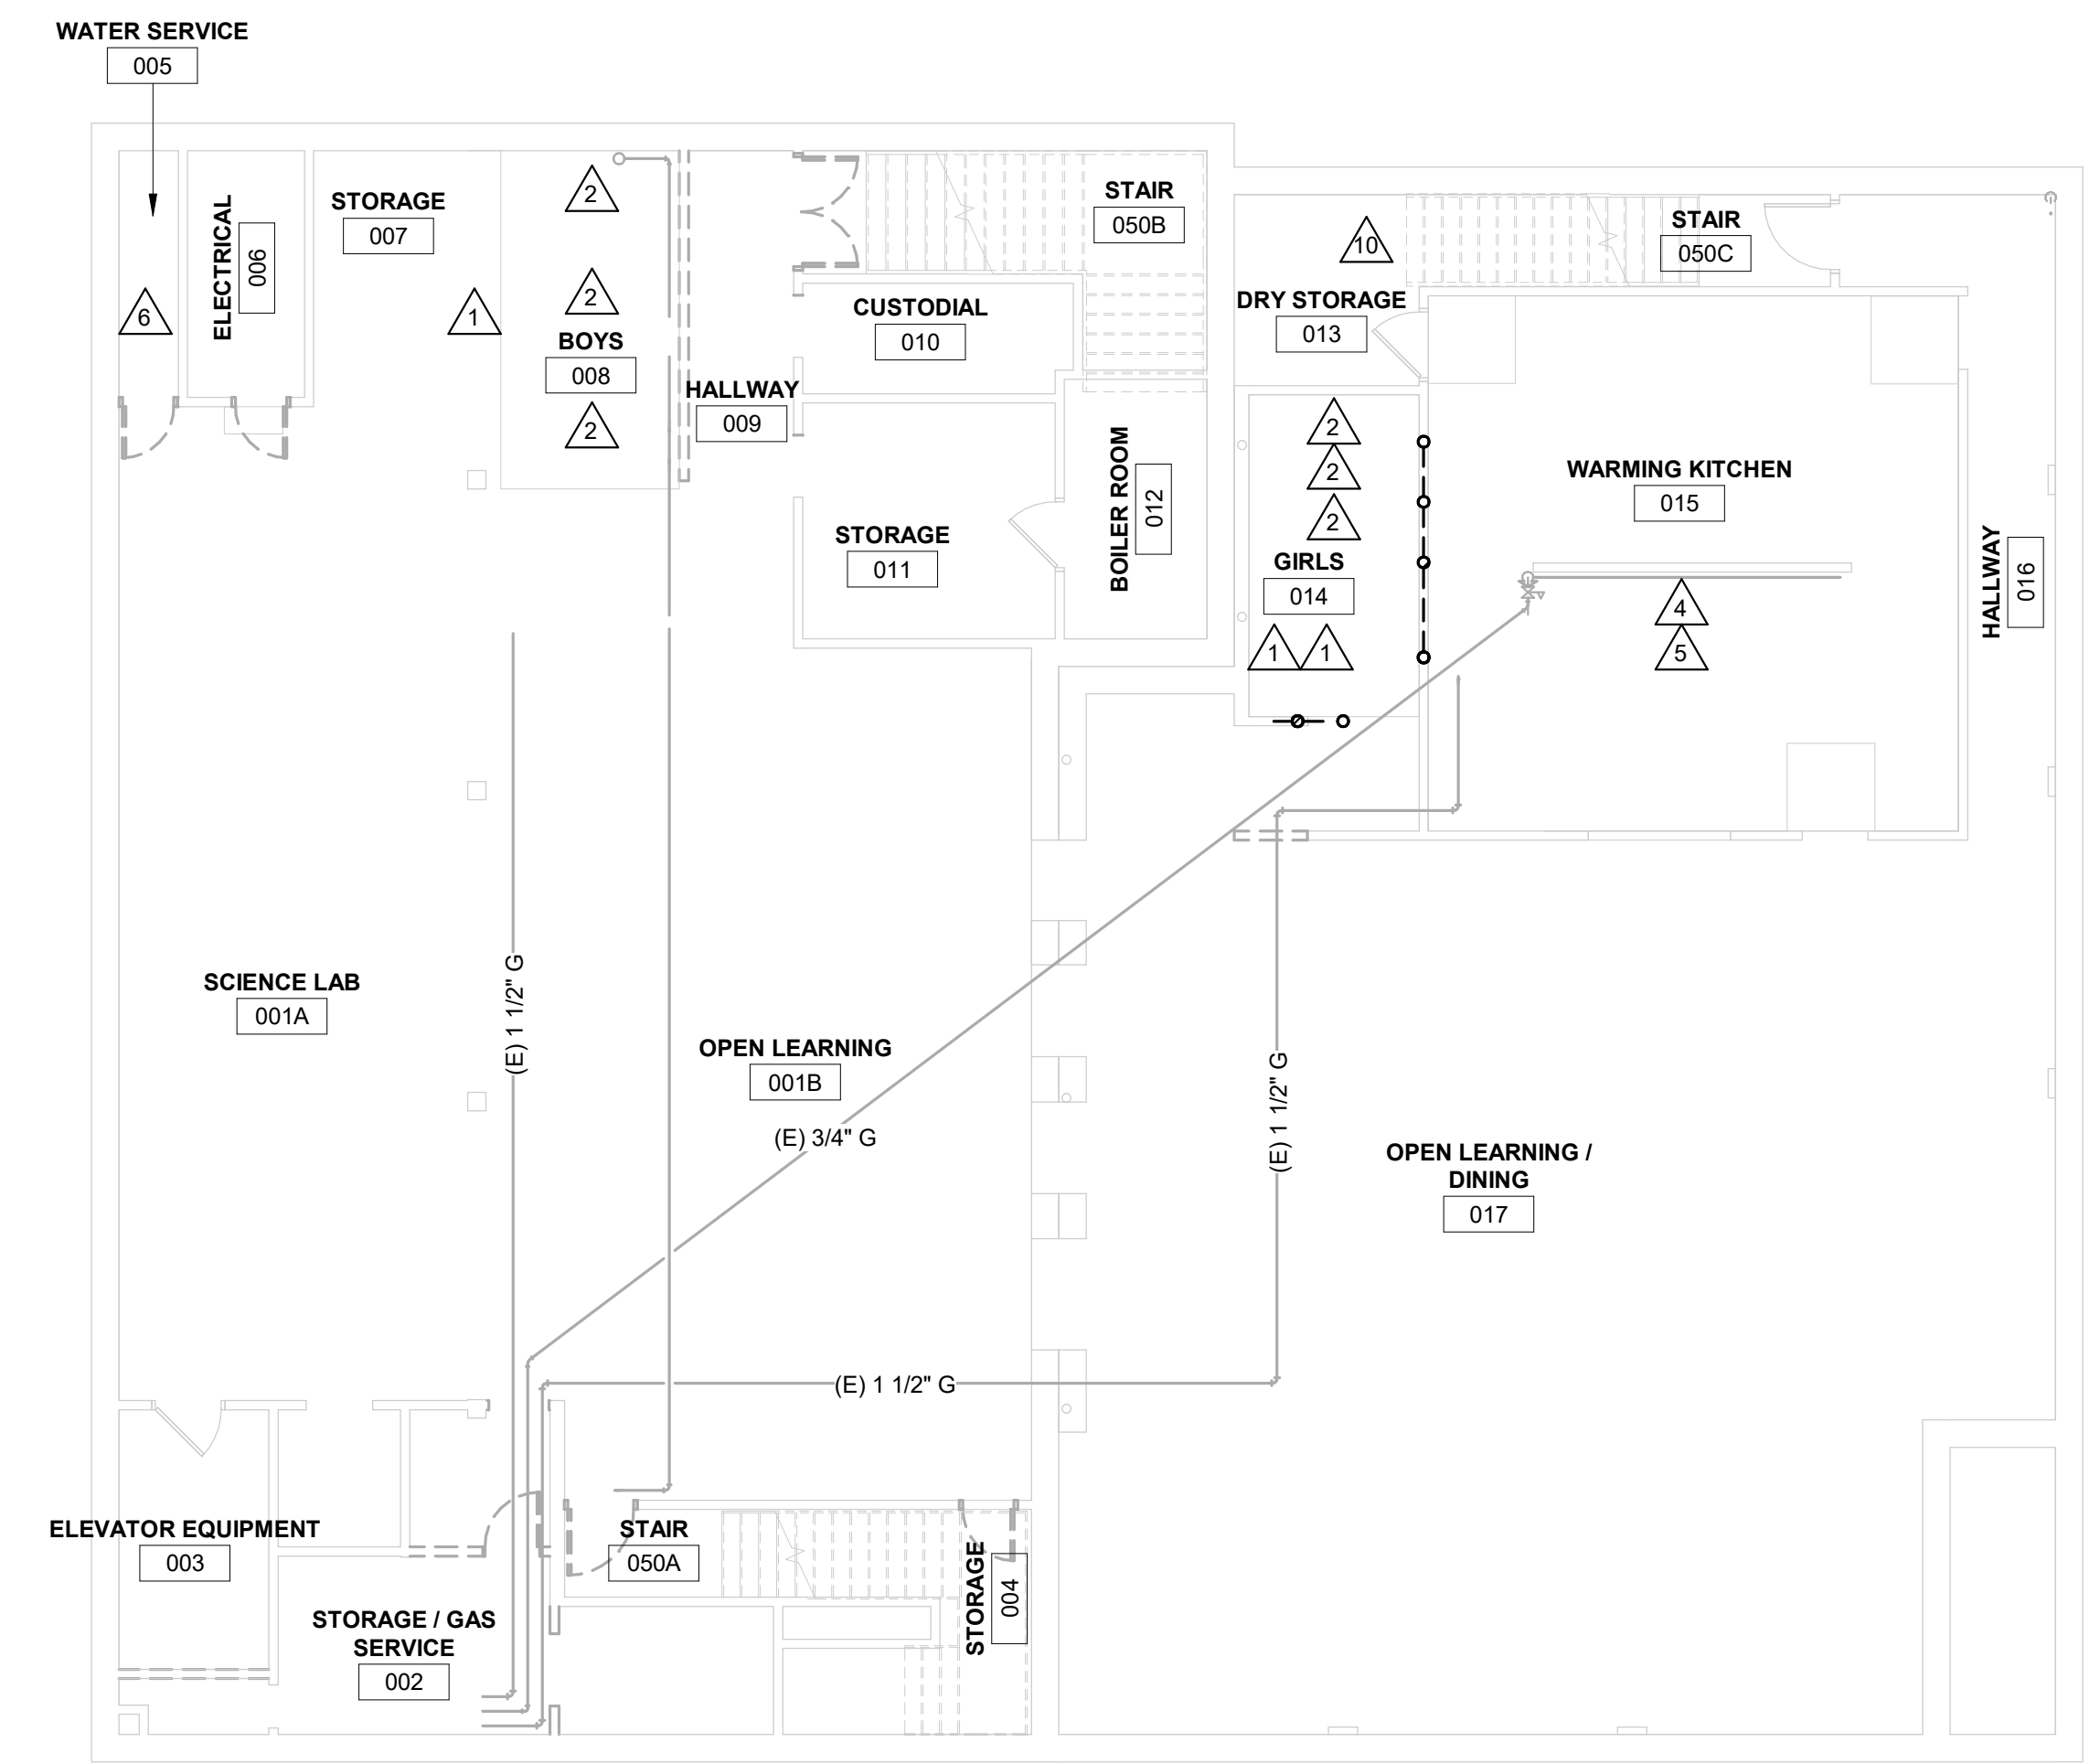 WATER SERVICE
005
ELECTRICAL
006
STORAGE
007
6
1
2
2
BOYS
008
2
HALLWAY
009
STAIR
050B
CUSTODIAL
010
STORAGE
011
BOILER ROOM
012
10
STAIR
050C
DRY STORAGE
013
2
2
2
GIRLS
014
1
1
WARMING KITCHEN
015
4
5
HALLWAY
016
SCIENCE LAB
001A
(E) 1 1/2" G
OPEN LEARNING
001B
(E) 3/4" G
(E) 1 1/2" G
OPEN LEARNING /
DINING
017
(E) 1 1/2" G
ELEVATOR EQUIPMENT
003
STAIR
050A
STORAGE
004
STORAGE / GAS
SERVICE
002